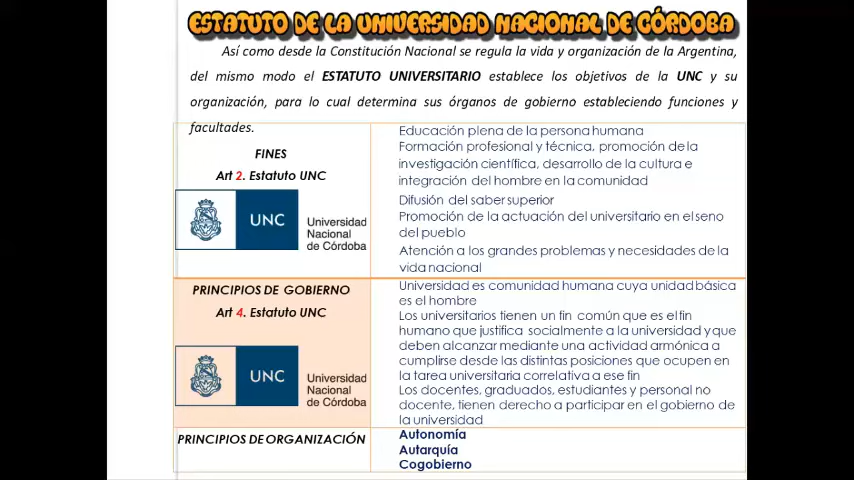 ESTATUTO DE LA UNIVERSIDAD NACIONAL DE CÓRDOBA
Así como desde la Constitución Nacional se regula la vida y organización de la Argentina,
del mismo modo el ESTATUTO UNIVERSITARIO establece los objetivos de la UNC y su
organización, para lo cual determina sus órganos de gobierno estableciendo funciones y
facultades.
FINES
Art 2. Estatuto UNC
UNC
Universidad
Nacional
de Córdoba
Educación plena de la persona humana
Formación profesional y técnica, promoción de la
investigación científica, desarrollo de la cultura e
integración del hombre en la comunidad
Difusión del saber superior
Promoción de la actuación del universitario en el seno
del pueblo
Atención a los grandes problemas y necesidades de la
vida nacional
PRINCIPIOS DE GOBIERNO
Art 4. Estatuto UNC
UNC
Universidad
Nacional
de Córdoba
Universidad es comunidad humana cuya unidad básica
es el hombre
Los universitarios tienen un fin común que es el fin
humano que justifica socialmente a la universidad y que
deben alcanzar mediante una actividad armónica a
cumplirse desde las distintas posiciones que ocupen en
la tarea universitaria correlativa a ese fin
Los docentes, graduados, estudiantes y personal no
docente, tienen derecho a participar en el gobierno de
la universidad
PRINCIPIOS DE ORGANIZACIÓN
Autonomía
Autarquía
Cogobierno